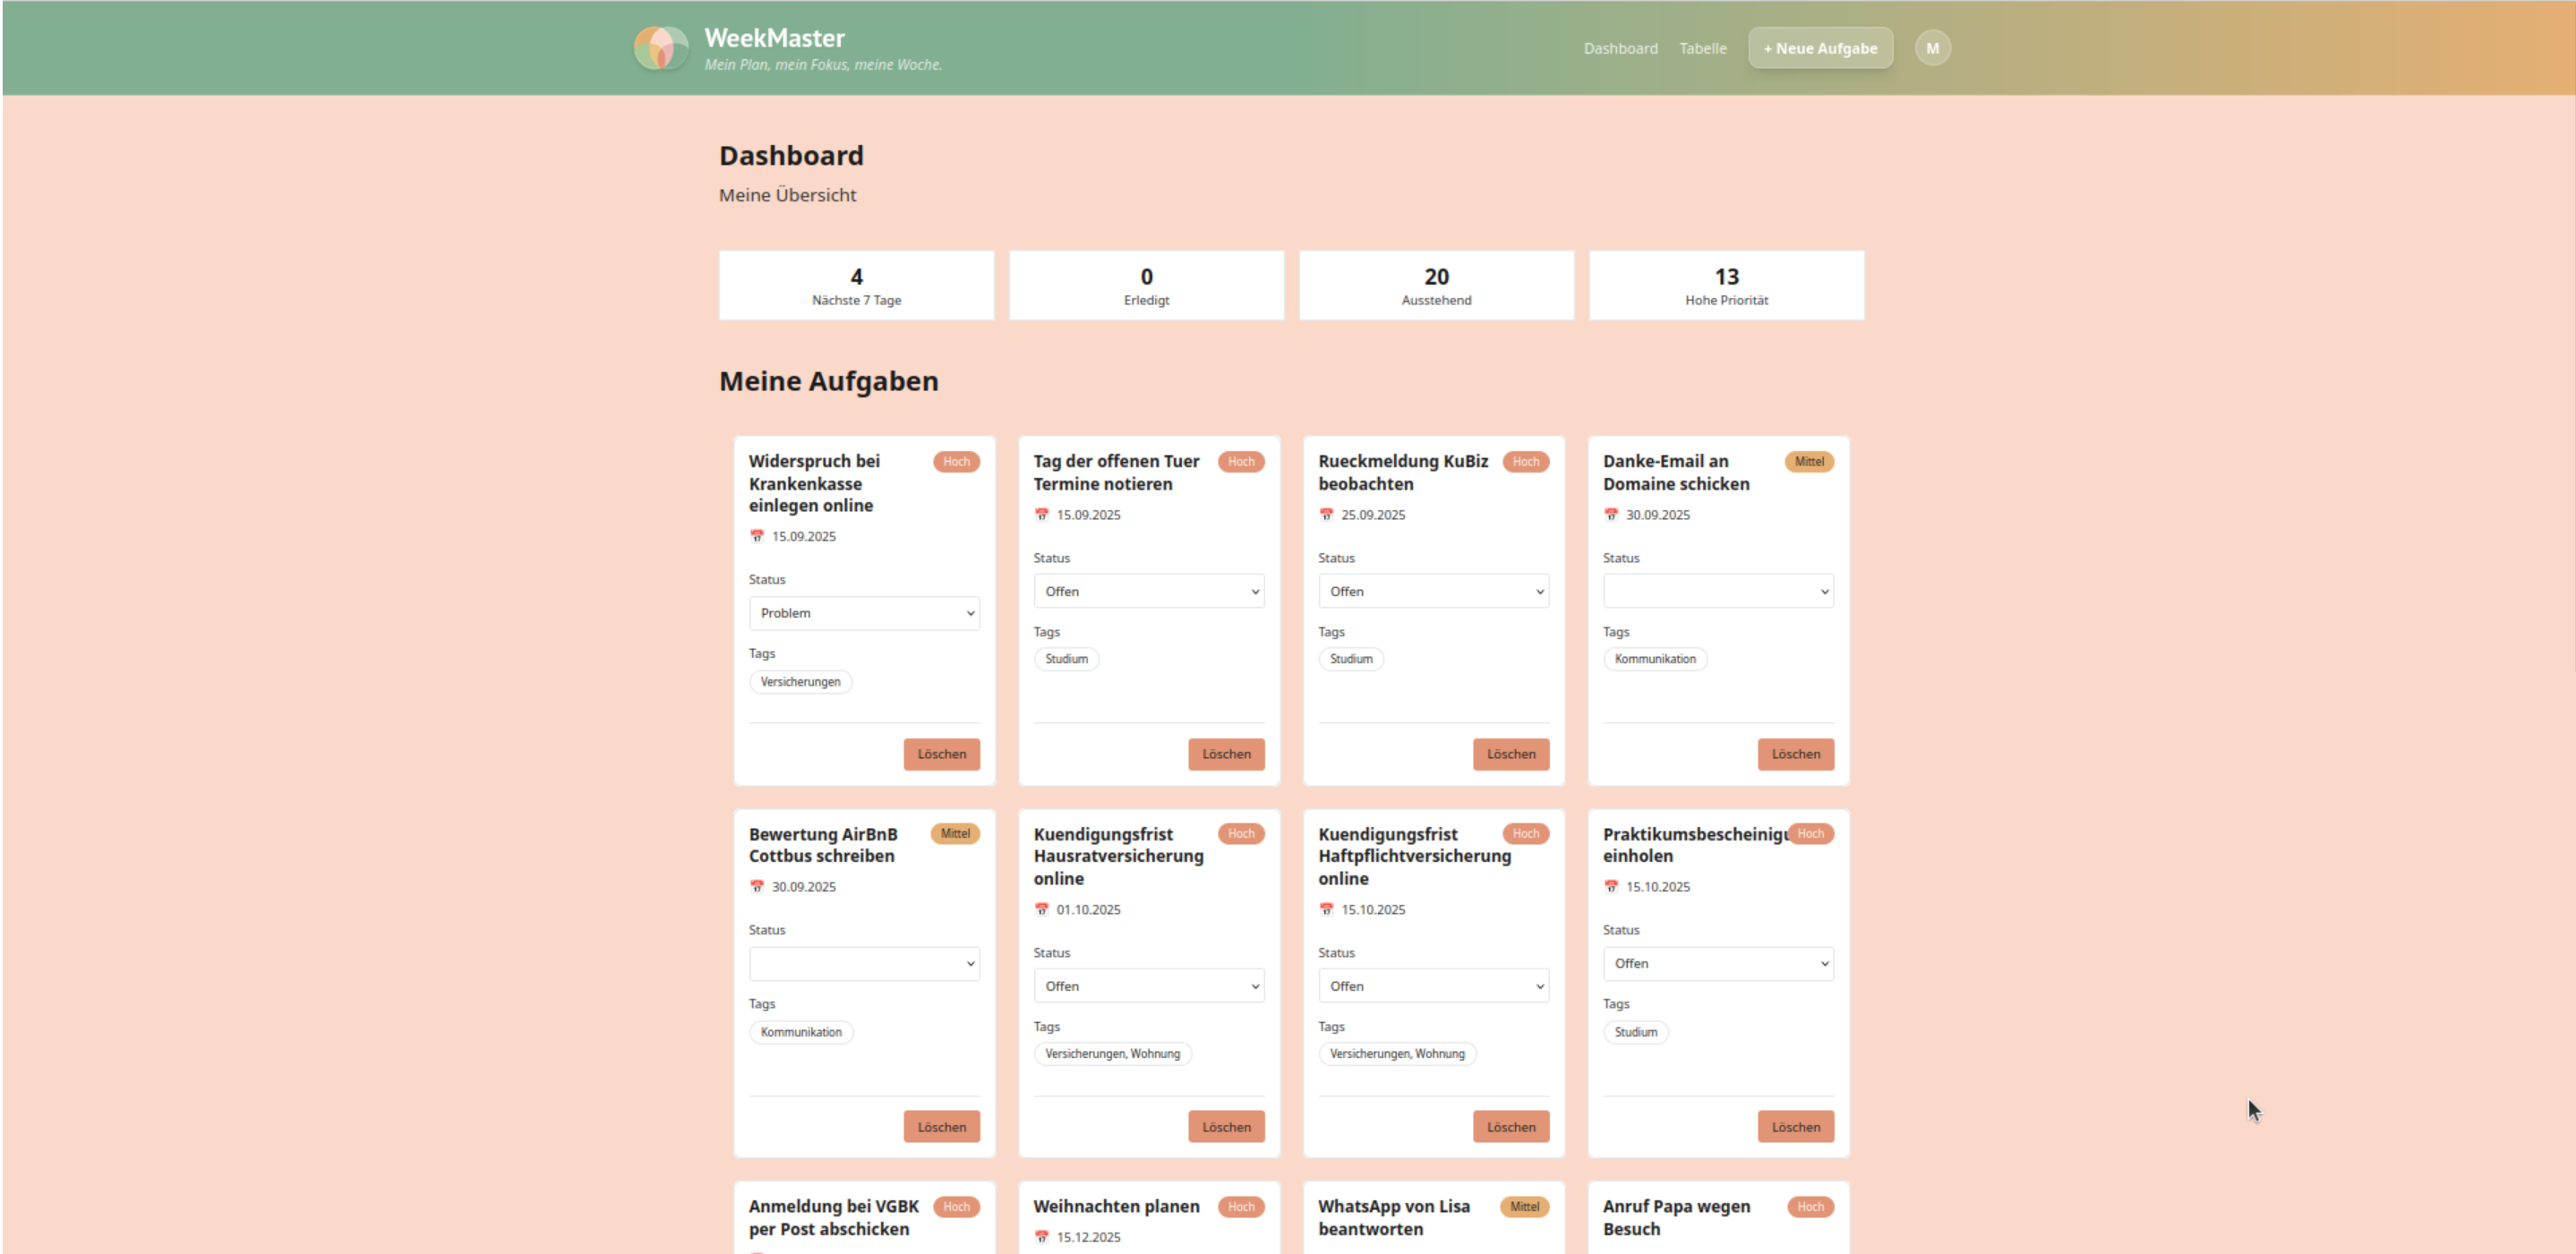 WeekMaster
Mein Plan, mein Fokus, meine Woche.
Dashboard
Tabelle
+ Neue Aufgabe
M
Dashboard
Meine Übersicht
4
Nächste 7 Tage
0
Erledigt
20
Ausstehend
13
Hohe Priorität
Meine Aufgaben
Widerspruch bei
Krankenkasse
einlegen online
Hoch
15.09.2025
Status
Problem
Tags
Versicherungen
Löschen
Tag der offenen Tuer
Termine notieren
Hoch
15.09.2025
Status
Offen
Tags
Studium
Löschen
Rueckmeldung KuBiz
beobachten
Hoch
25.09.2025
Status
Offen
Tags
Studium
Löschen
Danke-Email an
Domaine schicken
Mittel
30.09.2025
Status
Tags
Kommunikation
Löschen
Bewertung AirBnB
Cottbus schreiben
Mittel
30.09.2025
Status
Tags
Kommunikation
Löschen
Kuendigungsfrist
Hausratversicherung
online
Hoch
01.10.2025
Status
Offen
Tags
Versicherungen, Wohnung
Löschen
Kuendigungsfrist
Haftpflichtversicherung
online
Hoch
15.10.2025
Status
Offen
Tags
Versicherungen, Wohnung
Löschen
Praktikumsbescheinigu
einholen
Hoch
15.10.2025
Status
Offen
Tags
Studium
Löschen
Anmeldung bei VGBK
per Post abschicken
Hoch
Weihnachten planen
Hoch
15.12.2025
WhatsApp von Lisa
beantworten
Mittel
Anruf Papa wegen
Besuch
Hoch